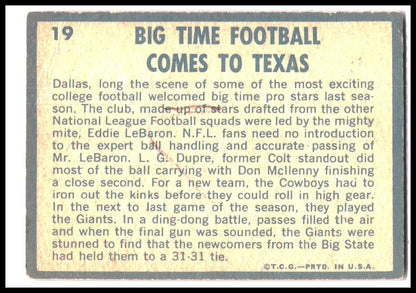 19
BIG TIME FOOTBALL
COMES TO TEXAS
Dallas, long the scene of some of the most exciting
college football welcomed big time pro stars last sea-
son. The club, made up of stars drafted from the other
National League Football squads were led by the mighty
mite, Eddie LeBaron. N.F.L. fans need no introduction
to the expert ball handling and accurate passing of
Mr. LeBaron. L. G. Dupre, former Colt standout did
most of the ball carrying with Don McIlenny finishing
a close second. For a new team, the Cowboys had to
iron out the kinks before they could roll in high gear.
In the next to last game of the season, they played
the Giants. In a ding-dong battle, passes filled the air
and when the final gun was sounded, the Giants were
stunned to find that the newcomers from the Big State
had held them to a 31-31 tie.
©T.C.G.—PRTD. IN U.S.A.